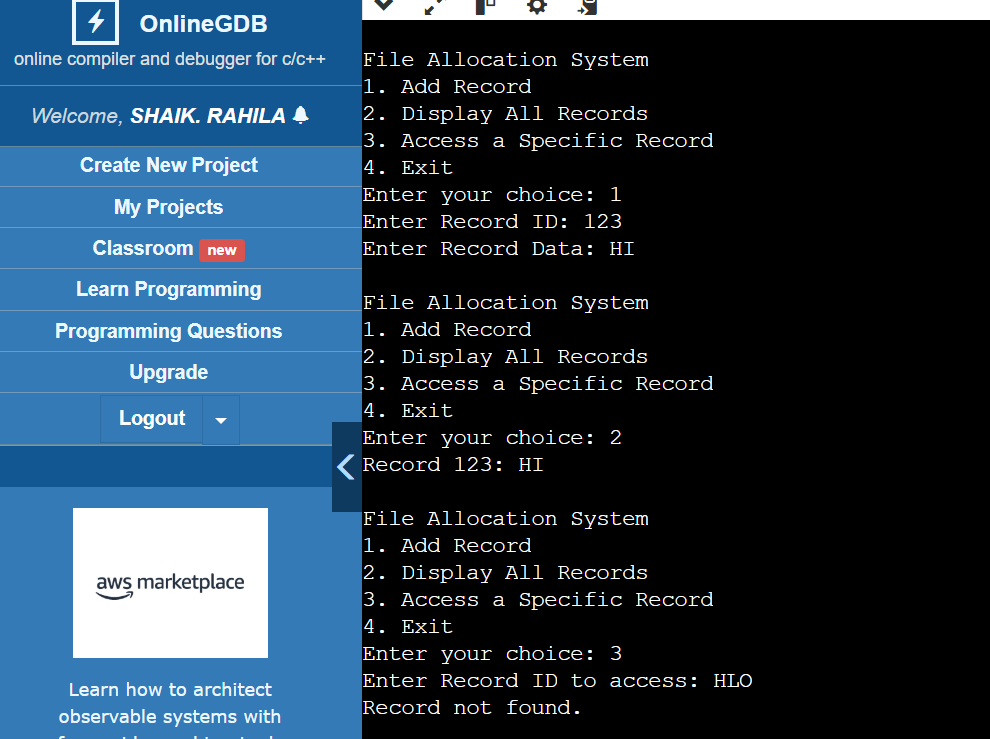 OnlineGDB
online compiler and debugger for c/c++
Welcome, SHAIK. RAHILA
Create New Project
My Projects
Classroom new
Learn Programming
Programming Questions
Upgrade
Logout
aws marketplace
Learn how to architect
observable systems with
File Allocation System
1. Add Record
2. Display All Records
3. Access a Specific Record
4. Exit
Enter your choice: 1
Enter Record ID: 123
Enter Record Data: HI
File Allocation System
1. Add Record
2. Display All Records
3. Access a Specific Record
4. Exit
Enter your choice: 2
Record 123: HI
File Allocation System
1. Add Record
2. Display All Records
3. Access a Specific Record
4. Exit
Enter your choice: 3
Enter Record ID to access: HLO
Record not found.